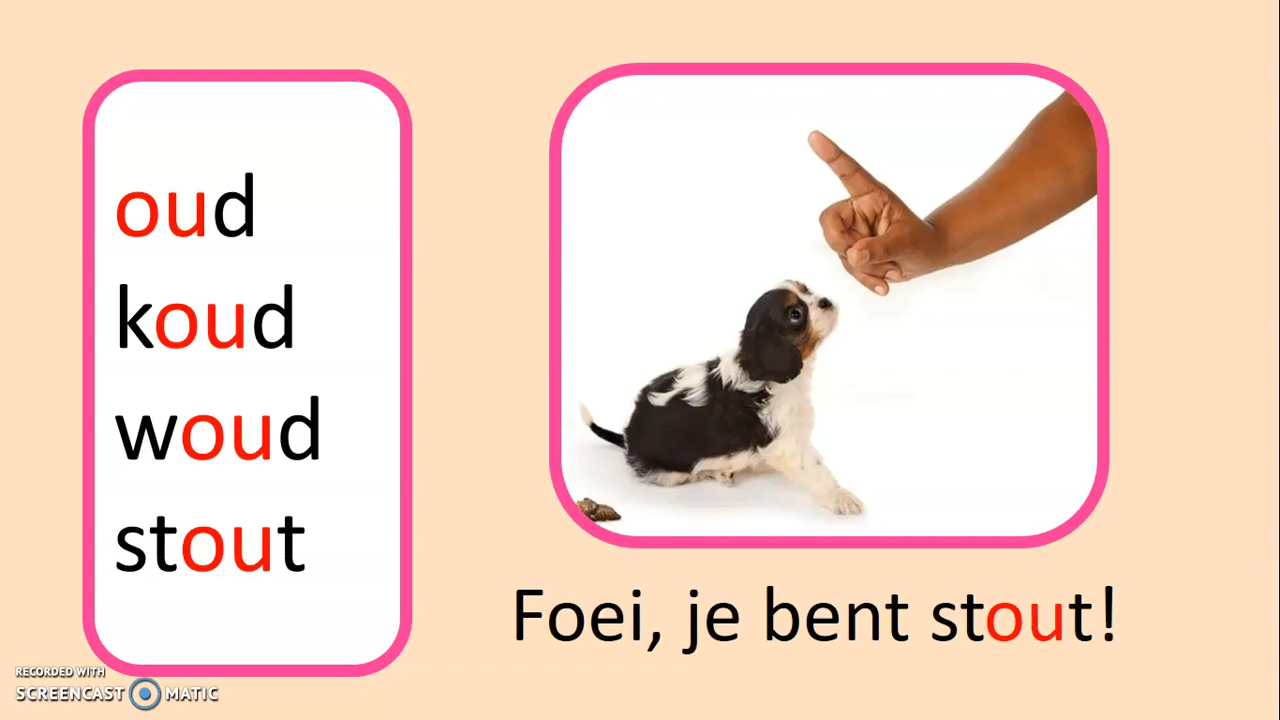 oud
koud
woud
stout
Foei, je bent stout!
RECORDED WITH
SCREENCAST MATIC